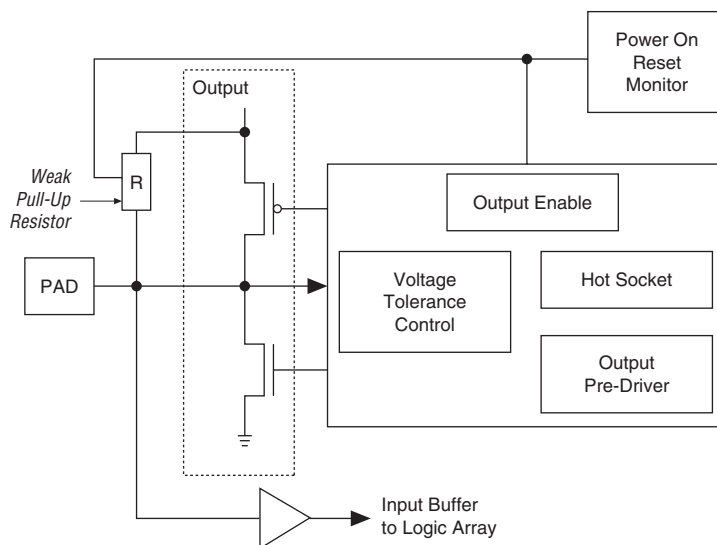 Power On
Reset
Monitor
Output
Weak
Pull-Up
Resistor
R
Output Enable
PAD
Voltage
Tolerance
Control
Hot Socket
Output
Pre-Driver
Input Buffer
to Logic Array